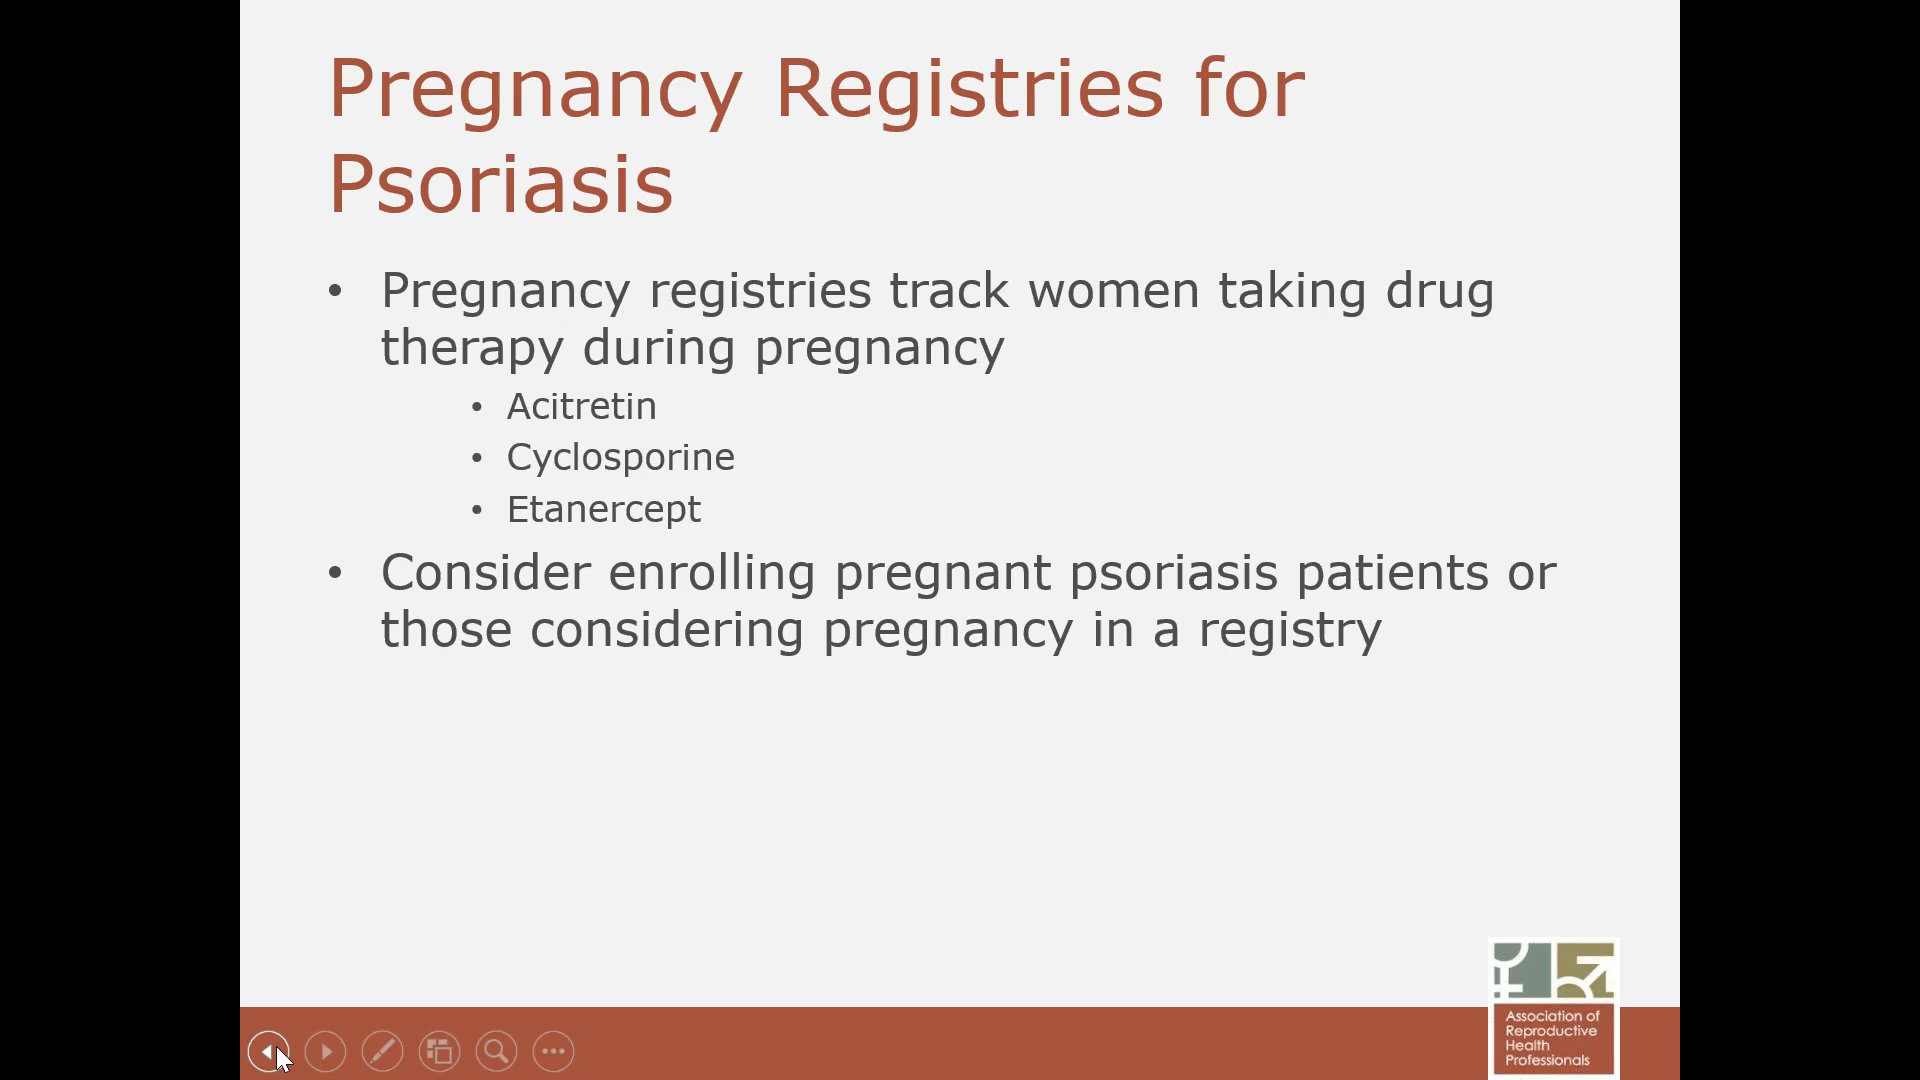 Pregnancy Registries for
Psoriasis
• Pregnancy registries track women taking drug
therapy during pregnancy
• Acitretin
• Cyclosporine
• Etanercept
• Consider enrolling pregnant psoriasis patients or
those considering pregnancy in a registry
Association of
Reproductive
Health
Professionals